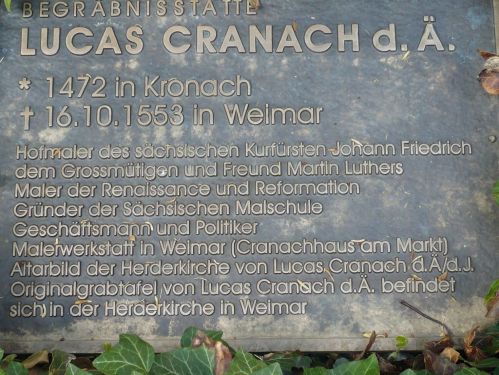 BEGRÄBNISSTÄTTE
LUCAS CRANACH d. Ä.
* 1472 in Kronach
† 16.10.1553 in Weimar
Hofmaler des sächsischen Kurfürsten Johann Friedrich
dem Grossmütigen und Freund Martin Luthers
Maler der Renaissance und Reformation
Gründer der Sächsischen Malschule
Geschäftsmann und Politiker
Malerwerkstatt in Weimar (Cranachhaus am Markt)
Altarbild der Herderkirche von Lucas Cranach d.Ä/d.J.
Originalgrabtafel von Lucas Cranach d.Ä. befindet
sich in der Herderkirche in Weimar